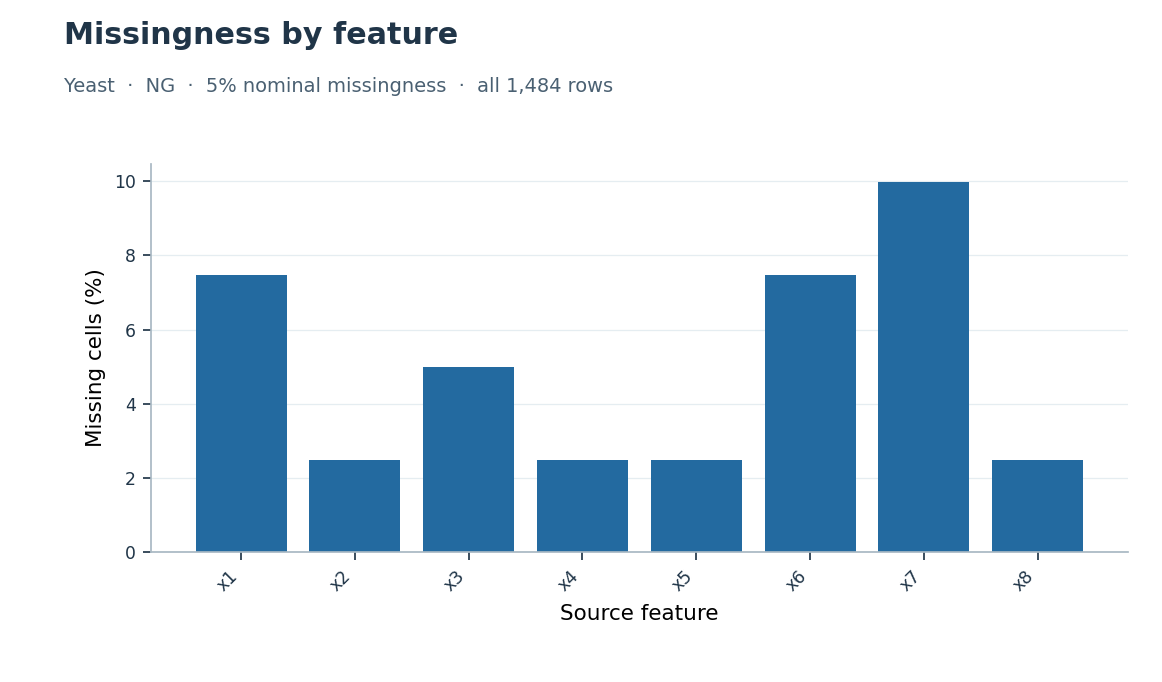 Missingness by feature
Yeast · NG · 5% nominal missingness · all 1,484 rows
Missing cells (%)
10
8
6
4
2
0
x1 x2 x3 x4 x5 x6 x7 x8
Source feature